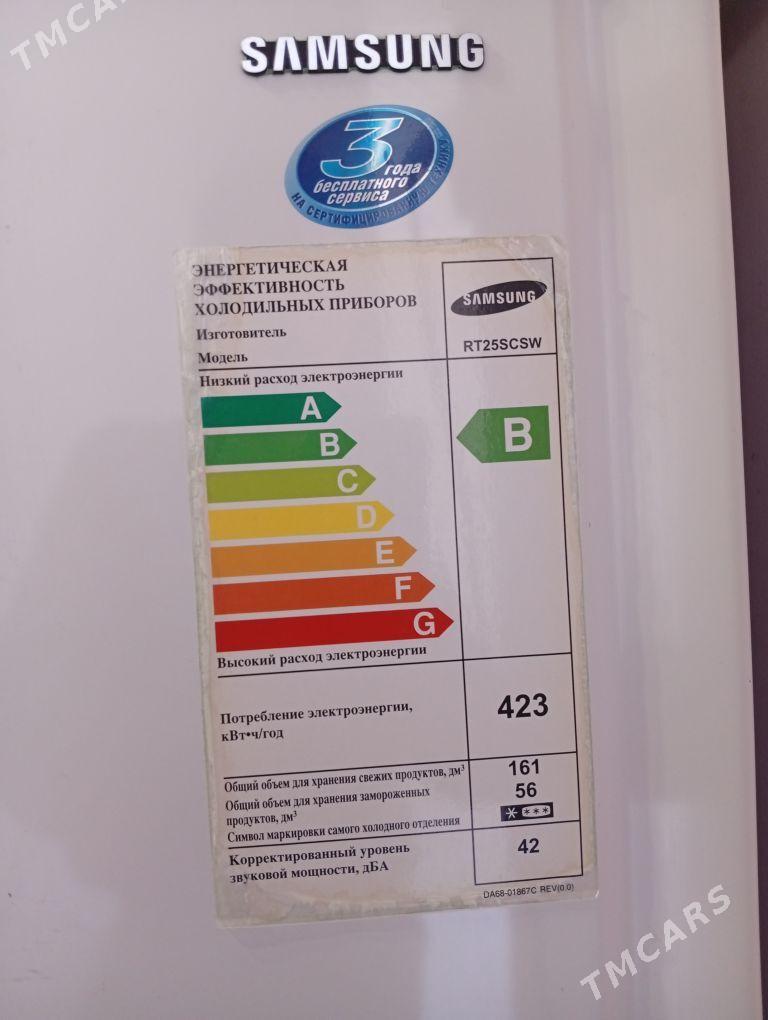 TMCARS
SAMSUNG
3
года
бесплатного
сервиса
НА СЕРТИФИЦИРОВАННУЮ ТЕХНИКУ
ЭНЕРГЕТИЧЕСКАЯ
ЭФФЕКТИВНОСТЬ
ХОЛОДИЛЬНЫХ ПРИБОРОВ
SAMSUNG
Изготовитель
Модель
RT25SCSW
Низкий расход электроэнергии
A
B
B
C
D
E
F
G
Высокий расход электроэнергии
Потребление электроэнергии,
кВт•ч/год
423
Общий объем для хранения свежих продуктов, дм³
161
Общий объем для хранения замороженных
продуктов, дм³
56
Символ маркировки самого холодного отделения
* ***
Корректированный уровень
звуковой мощности, дБА
42
DA68-01867C REV(0.0)
TMCARS